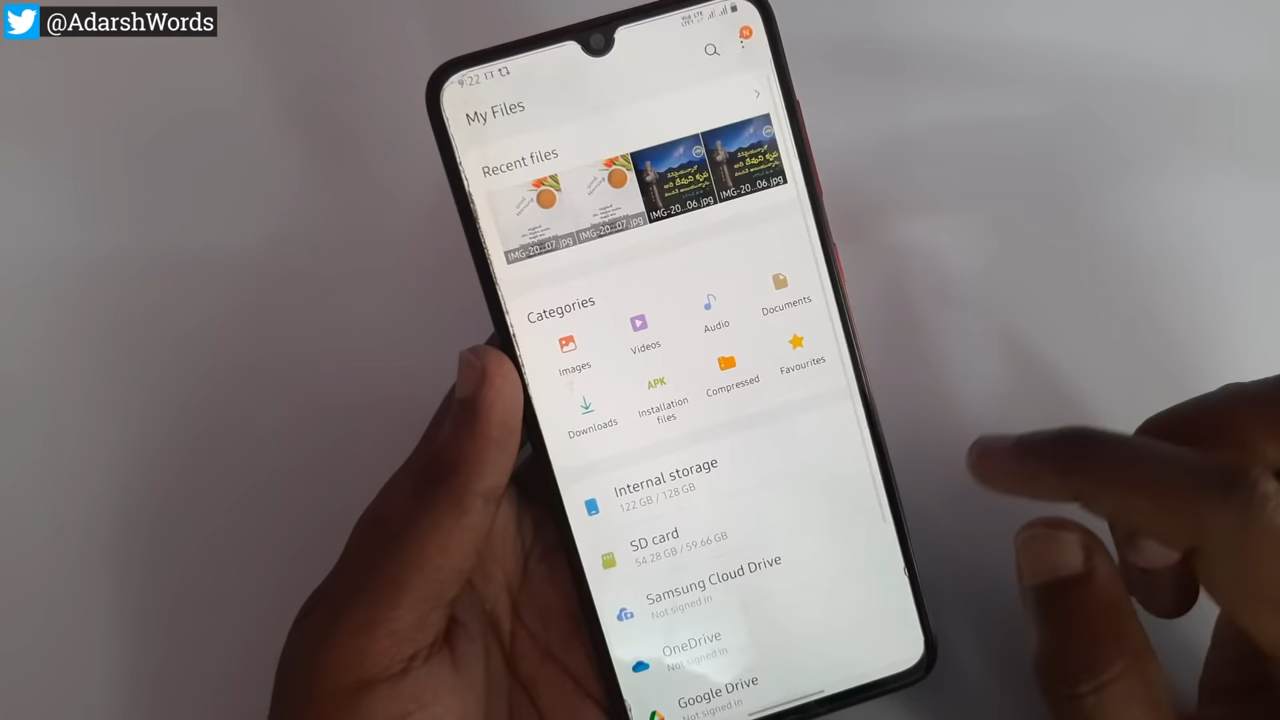 @AdarshWords
9:22
N
My Files
Recent files
IMG-20...07.jpg
IMG-20...07.jpg
IMG-20...06.jpg
IMG-20...06.jpg
Categories
Images
Videos
Audio
Documents
Downloads
APK
Installation
files
Compressed
Favourites
Internal storage
122 GB / 128 GB
SD card
54.28 GB / 59.66 GB
Samsung Cloud Drive
Not signed in
OneDrive
Not signed in
Google Drive
Not signed in